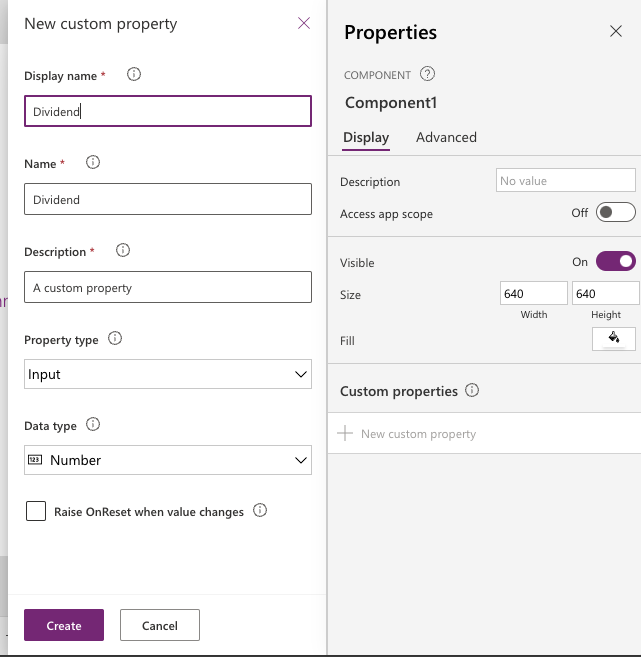 New custom property
Display name *
Dividend
Name *
Dividend
Description *
A custom property
Property type
Input
Data type
123 Number
Raise OnReset when value changes
Create
Cancel
Properties
COMPONENT
Component1
Display Advanced
Description No value
Access app scope Off
Visible On
Size 640 640
Width Height
Fill
Custom properties
New custom property